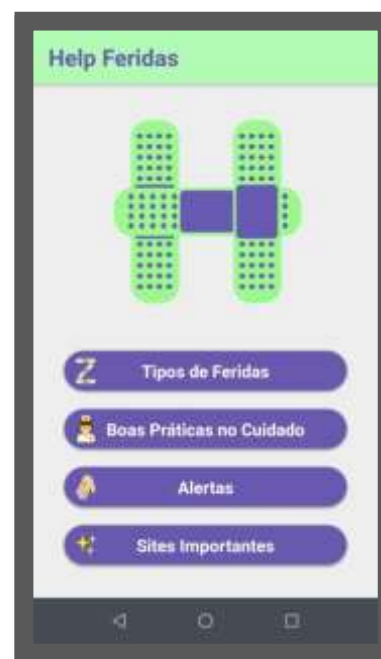 Help Feridas
Tipos de Feridas
Boas Práticas no Cuidado
Alertas
Sites Importantes